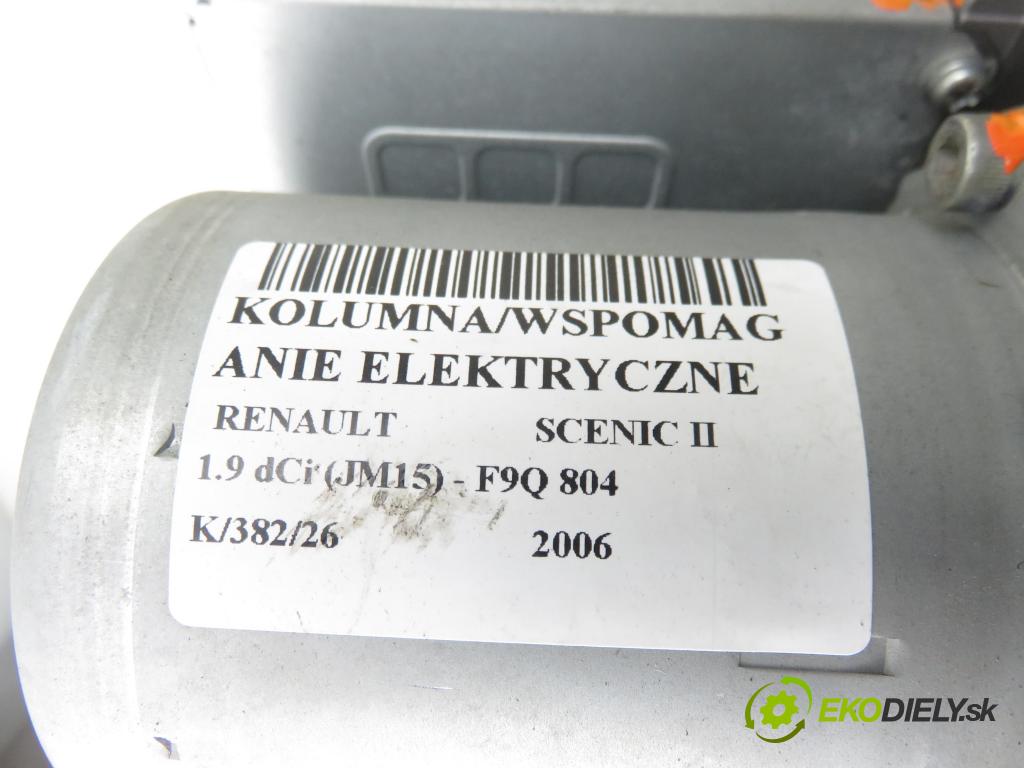 KOLUMNA/WSPOMAG
ANIE ELEKTRYCZNE
RENAULT SCENIC II
1.9 dCi (JM15) - F9Q 804
K/382/26 2006
EKODIELY.sk